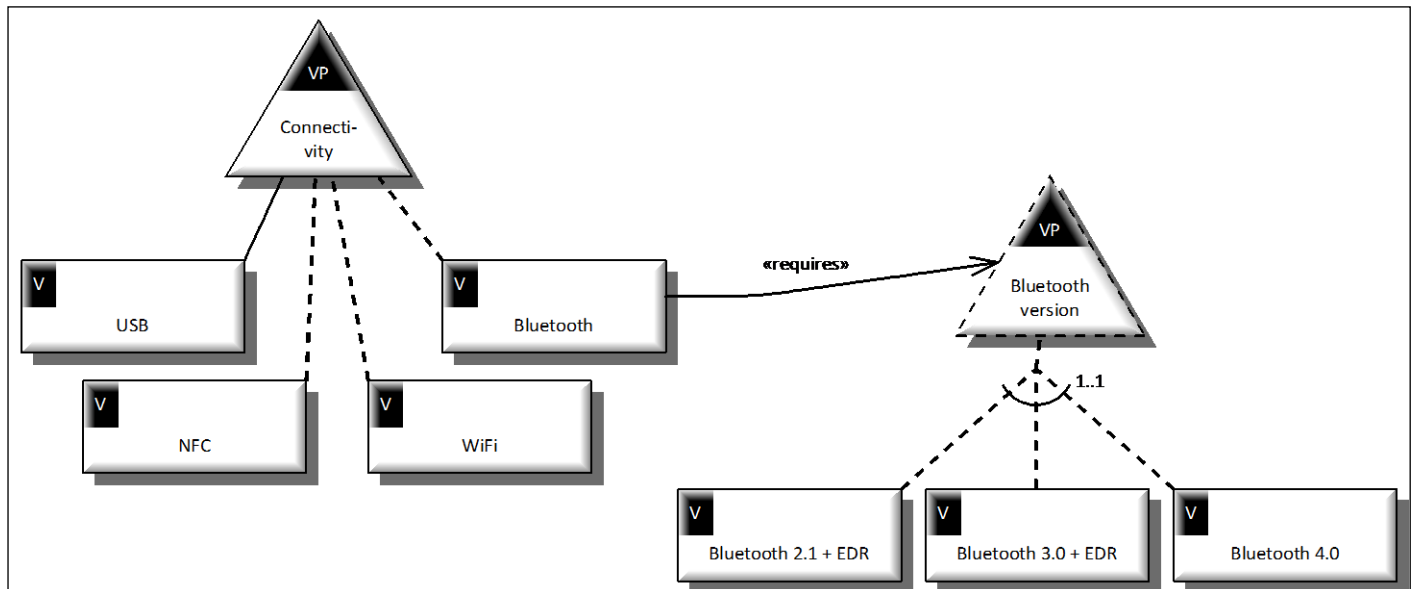 VP
Connecti-
vity
V
USB
V
Bluetooth
«requires»
VP
Bluetooth
version
V
NFC
V
WiFi
1..1
V
Bluetooth 2.1 + EDR
V
Bluetooth 3.0 + EDR
V
Bluetooth 4.0